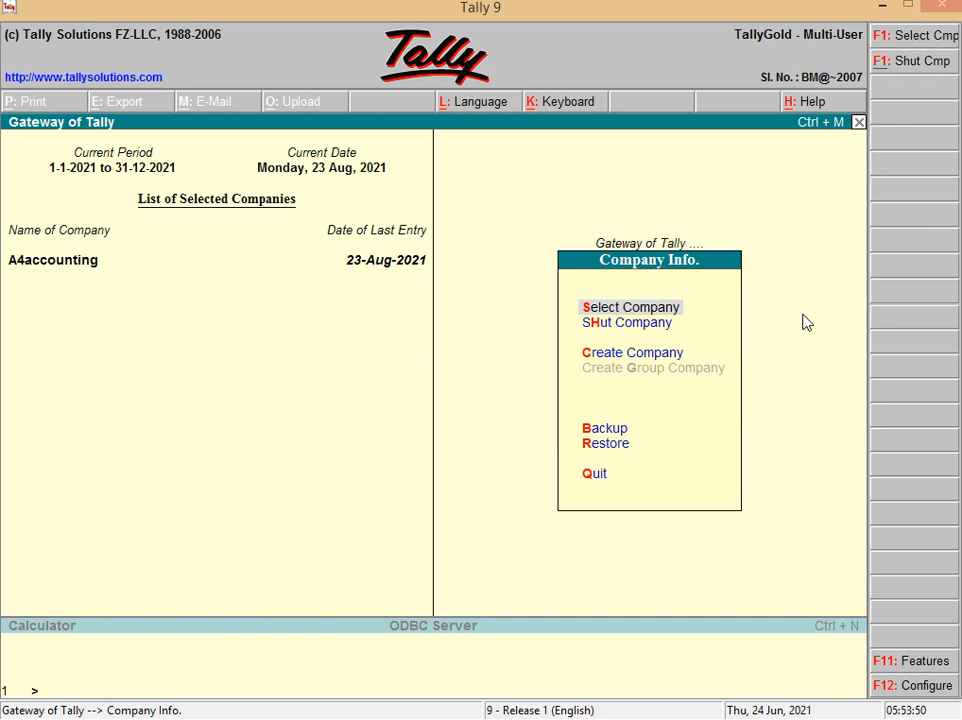 Tally 9
(c) Tally Solutions FZ-LLC, 1988-2006
Tally
TallyGold - Multi-User
http://www.tallysolutions.com
Sl. No.: BM@~2007
F1: Select Cmp
F1: Shut Cmp
P: Print
E: Export
M: E-Mail
O: Upload
L: Language
K: Keyboard
H: Help
Gateway of Tally
Ctrl + M
Current Period
Current Date
1-1-2021 to 31-12-2021
Monday, 23 Aug, 2021
List of Selected Companies
Name of Company
Date of Last Entry
A4accounting
23-Aug-2021
Gateway of Tally ....
Company Info.
Select Company
SHut Company
Create Company
Create Group Company
Backup
Restore
Quit
Calculator
ODBC Server
Ctrl + N
1 >
F11: Features
F12: Configure
Gateway of Tally --> Company Info.
9 - Release 1 (English)
Thu, 24 Jun, 2021
05:53:50